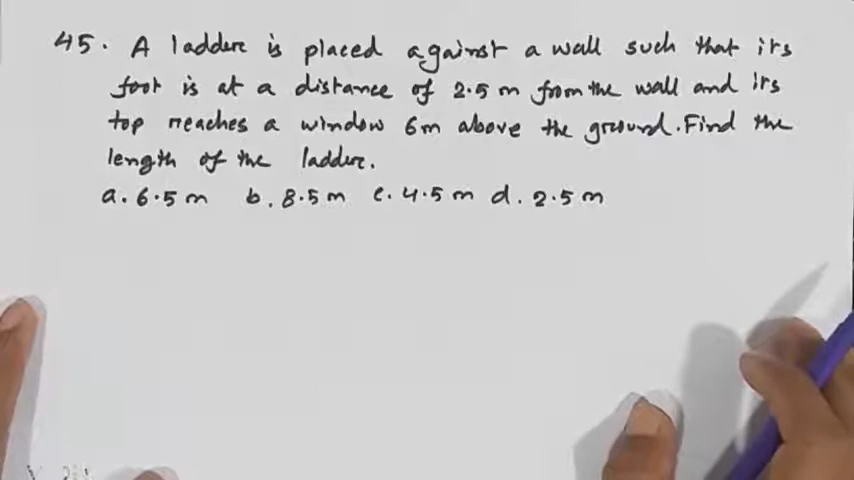 45. A ladder is placed against a wall such that its
foot is at a distance of 2.5 m from the wall and its
top reaches a window 6m above the ground. Find the
length of the ladder.
a. 6.5 m b. 8.5 m c. 4.5 m d. 2.5 m